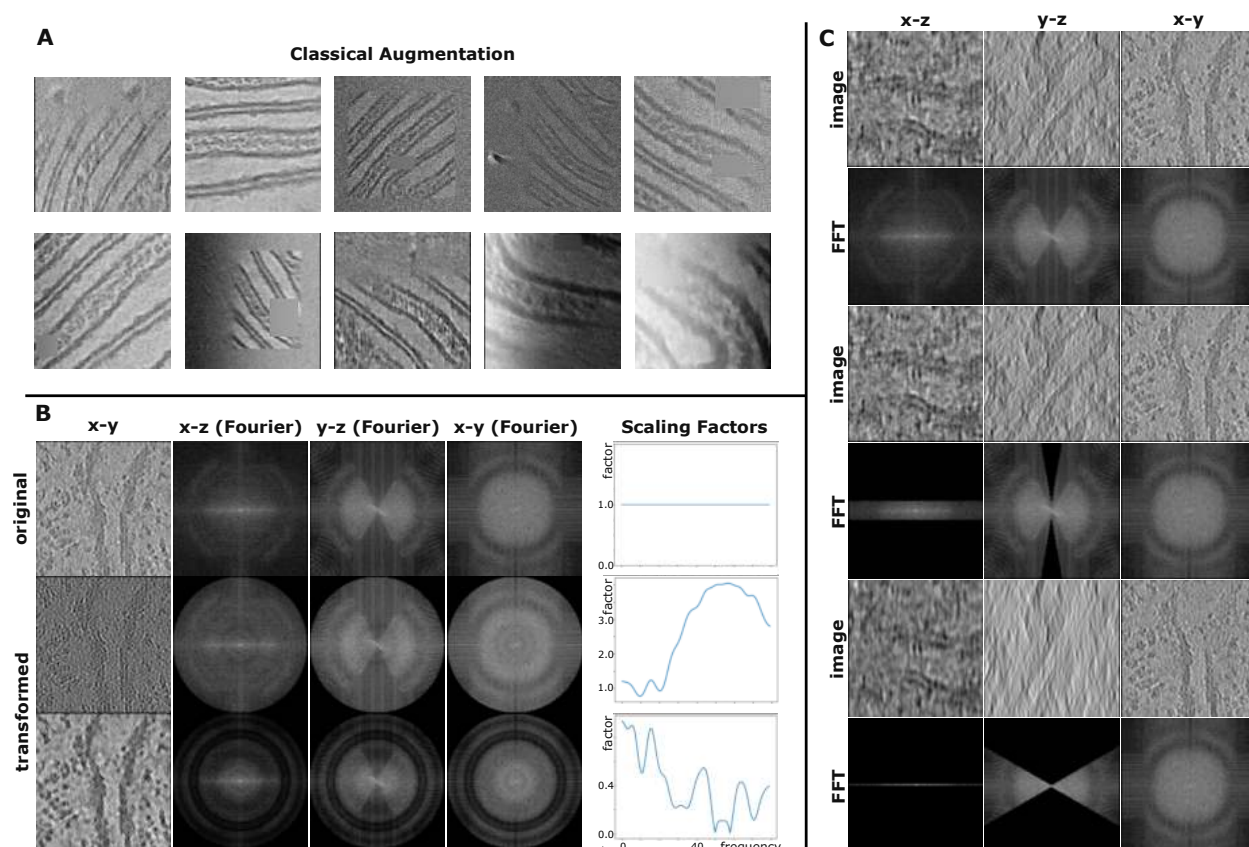 A
Classical Augmentation
B
x-y
x-z (Fourier)
y-z (Fourier)
x-y (Fourier)
Scaling Factors
original
factor
1.0
0.0
transformed
factor
3.0
2.0
1.0
factor
0.4
0.0
0
40
frequency
C
x-z
y-z
x-y
image
FFT
image
FFT
image
FFT